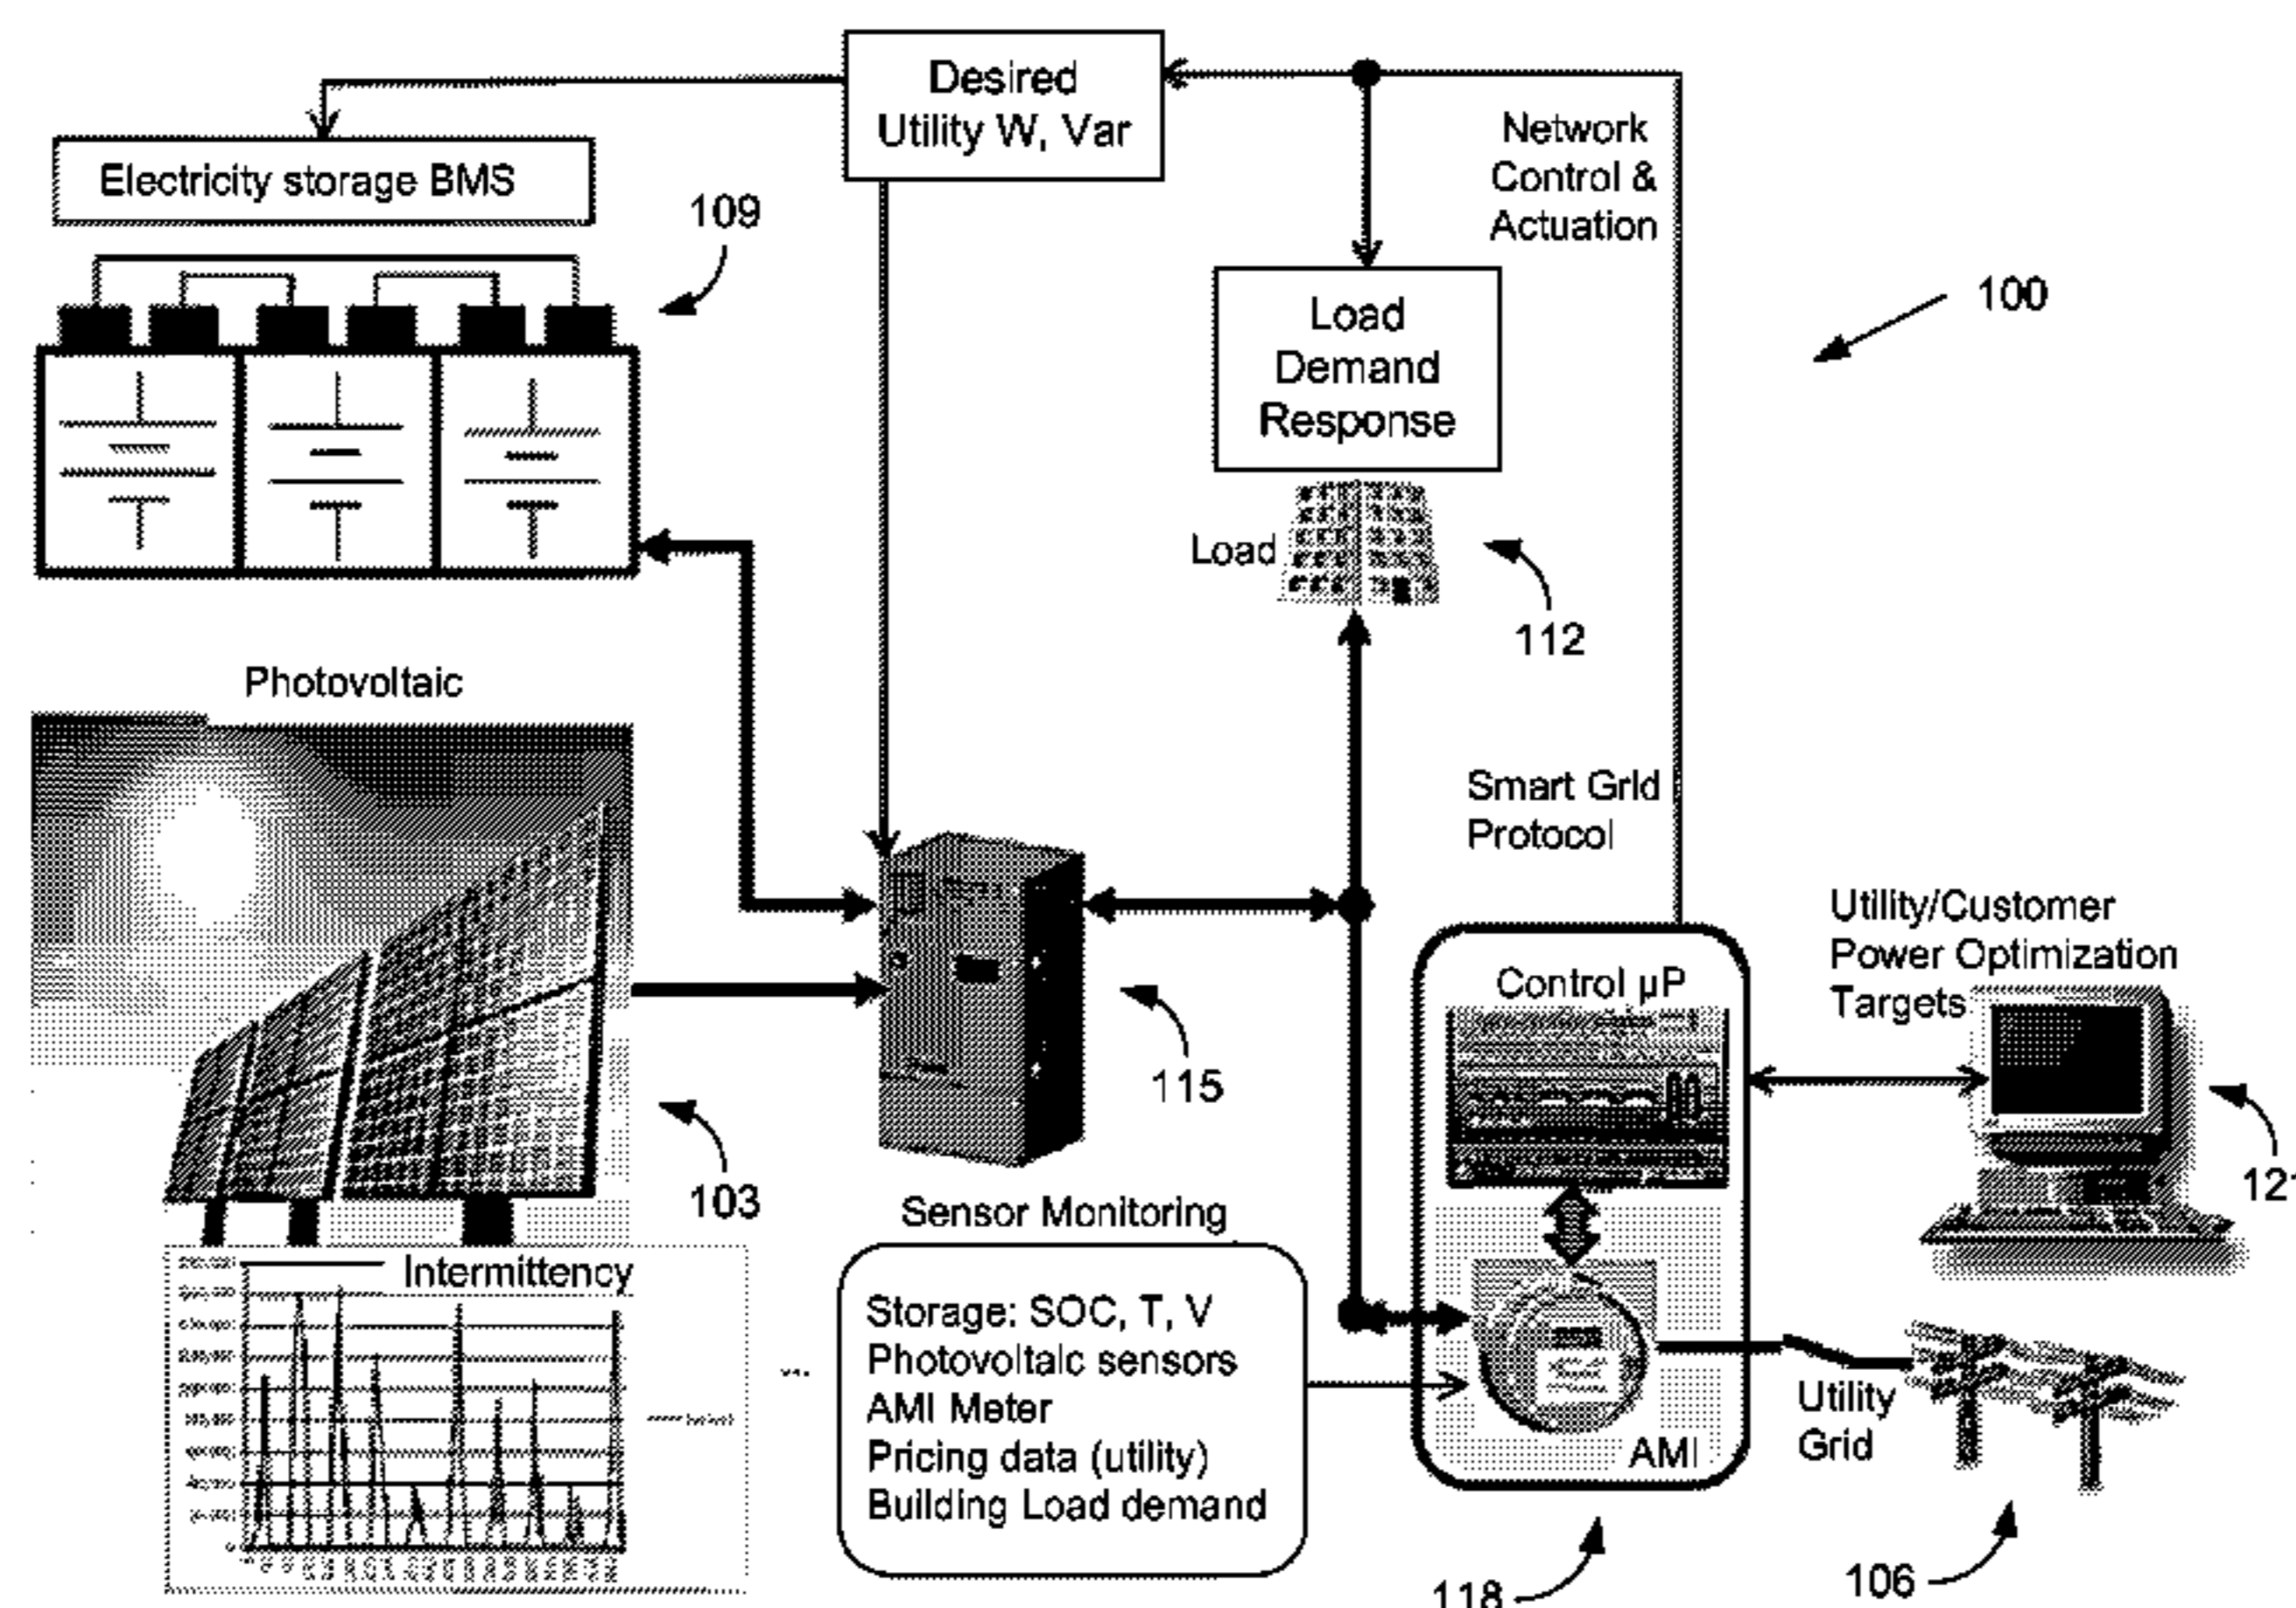 Desired
Utility W, Var
Network
Control &
Actuation
Electricity storage BMS
109
100
Load
Demand
Response
Load
112
Photovoltaic
Smart Grid
Protocol
Utility/Customer
Power Optimization
Targets
Control µP
115
103
Sensor Monitoring
Intermittency
Storage: SOC, T, V
Photovoltaic sensors
AMI Meter
Pricing data (utility)
Building Load demand
AMI
Utility
Grid
118
106